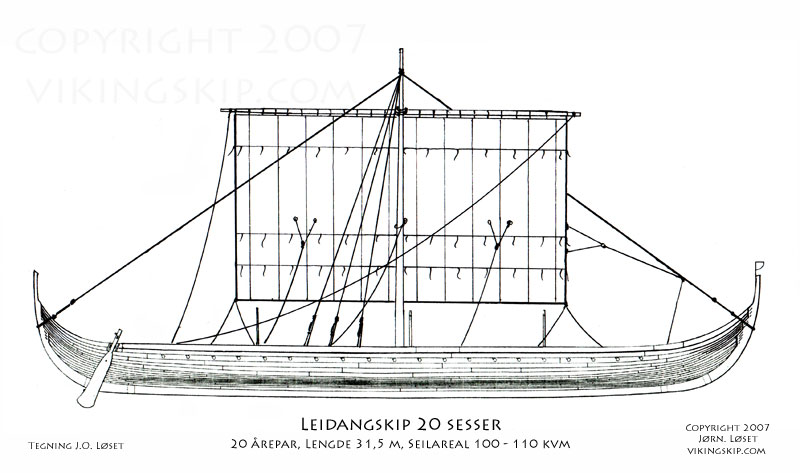 COPYRIGHT 2007
VIKINGSKIP.COM
LEIDANGSKIP 20 SESSER
20 ÅREPAR, LENGDE 31,5 M, SEILAREAL 100 - 110 KVM
TEGNING J.O. LØSET
COPYRIGHT 2007
JØRN. LØSET
VIKINGSKIP.COM